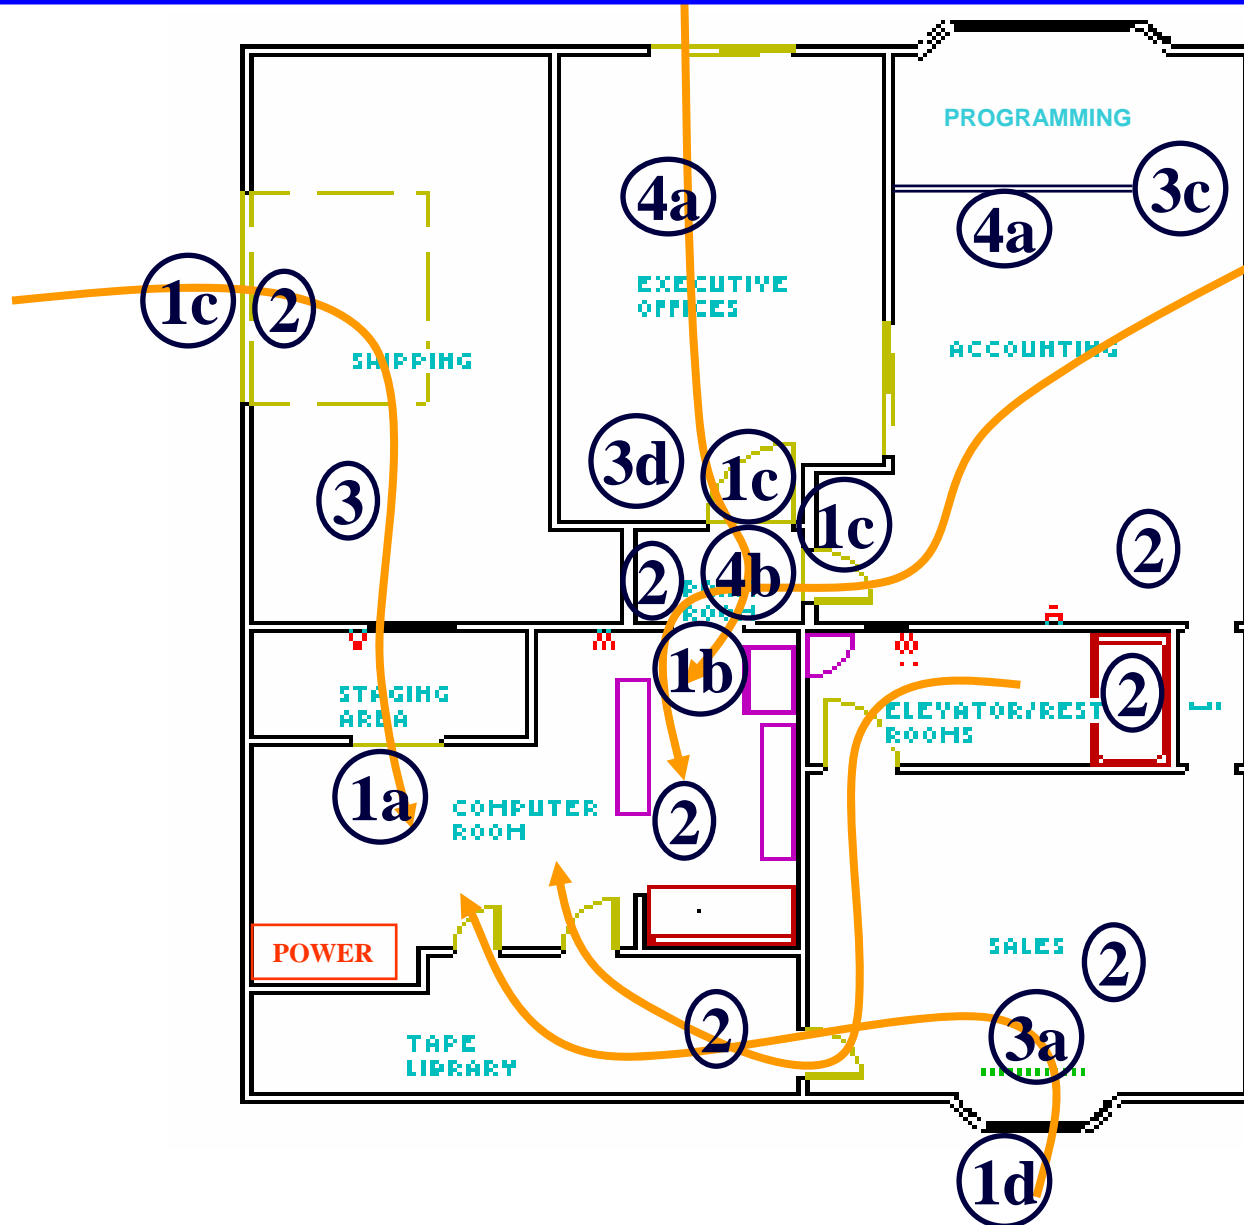 PROGRAMMING
4a
3c
4a
EXECUTIVE
OFFICES
1c
2
ACCOUNTING
SHIPPING
3d
1c
3
1c
2
2
4b
ROOM
1b
STAGING
AREA
ELEVATOR/REST
ROOMS
2
1a
COMPUTER
ROOM
2
POWER
SALES
2
2
3a
TAPE
LIBRARY
1d